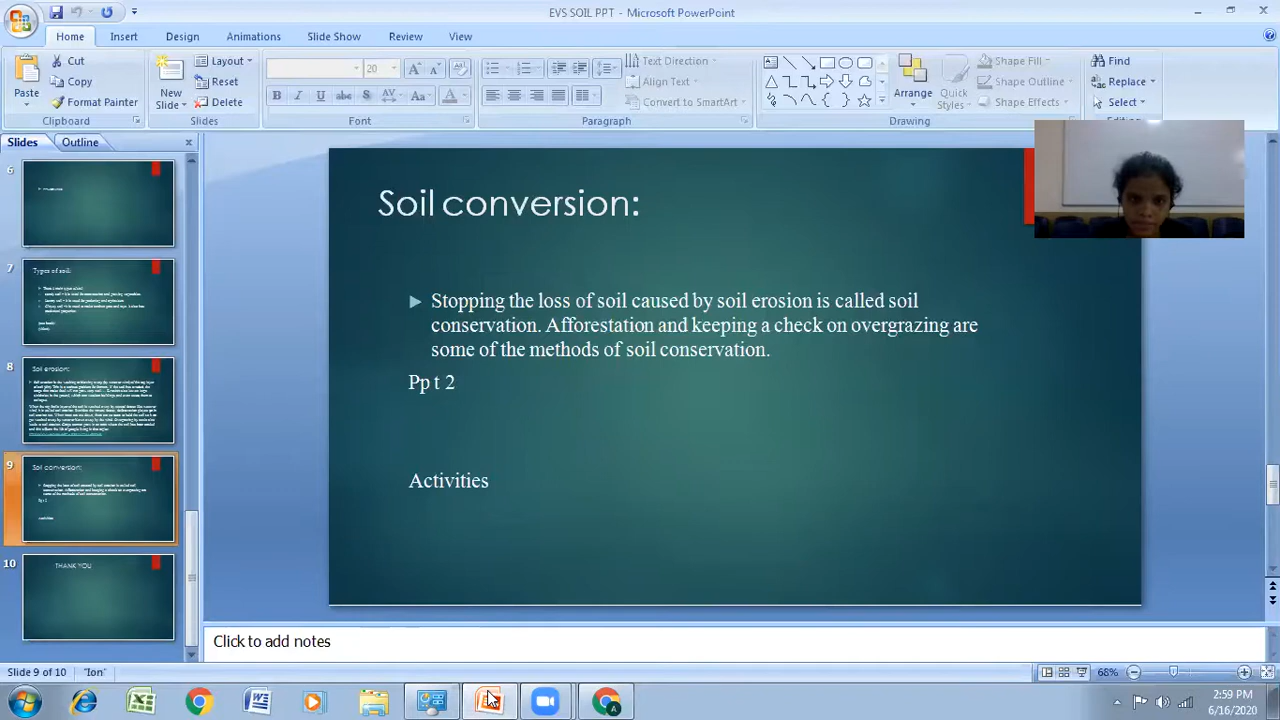 EVS SOIL PPT - Microsoft PowerPoint
Home Insert Design Animations Slide Show Review View
Paste
Cut
Copy
Format Painter
Clipboard
New Slide
Layout
Reset
Delete
Slides
20
Font
Text Direction
Align Text
Convert to SmartArt
Paragraph
Arrange
Quick Styles
Shape Fill
Shape Outline
Shape Effects
Drawing
Find
Replace
Select
Slides Outline
6
7
Types of soil:
8
Soil erosion:
9
Soil conversion:
10
THANK YOU
Soil conversion:
Stopping the loss of soil caused by soil erosion is called soil
conservation. Afforestation and keeping a check on overgrazing are
some of the methods of soil conservation.
Pp t 2
Activities
Click to add notes
Slide 9 of 10 "Ion" 68%
2:59 PM
6/16/2020